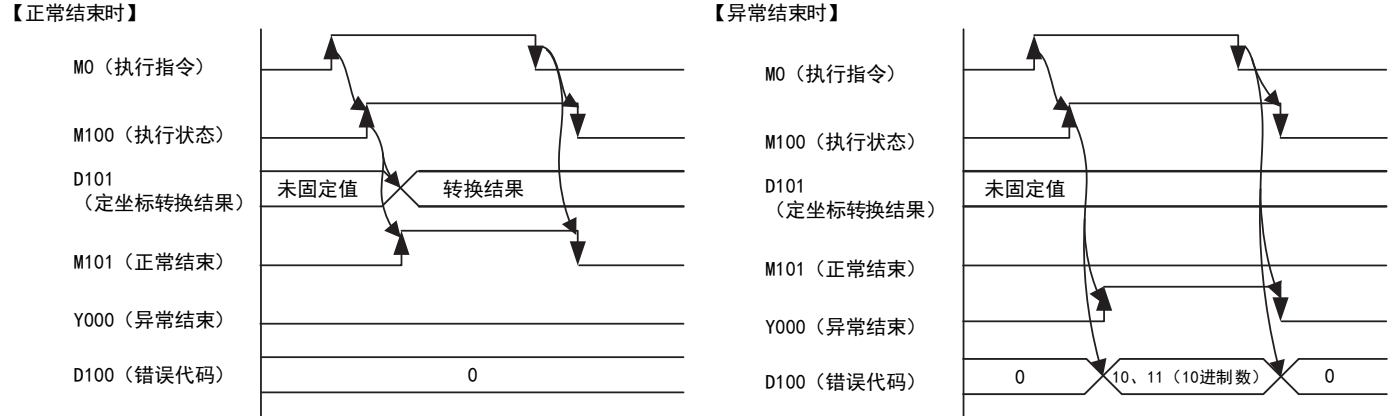 【正常结束时】
M0（执行指令）
M100（执行状态）
D101
（定坐标转换结果）
未固定值
转换结果
M101（正常结束）
Y000（异常结束）
D100（错误代码）
0
【异常结束时】
M0（执行指令）
M100（执行状态）
D101
（定坐标转换结果）
未固定值
M101（正常结束）
Y000（异常结束）
D100（错误代码）
0
10、11（10进制数）
0